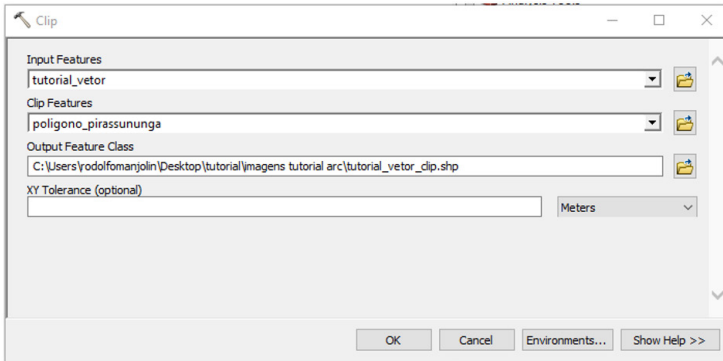 Clip
Input Features
tutorial_vetor
Clip Features
poligono_pirassununga
Output Feature Class
C:\Users\rodolfomanjolin\Desktop\tutorial\imagens tutorial arc\tutorial_vetor_clip.shp
XY Tolerance (optional)
Meters
OK Cancel Environments... Show Help >>